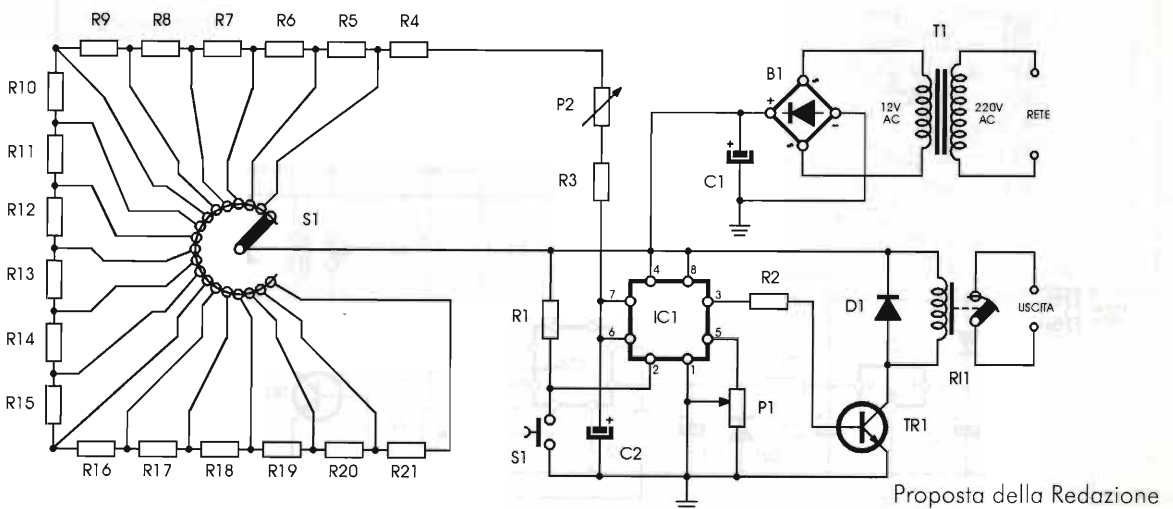 R9 R8 R7 R6 R5 R4
T1
B1
R10
P2
12V
AC
220V
AC
RETE
R11
+
~
-
~
+
C1
R3
R12
S1
R13
4 8
R2
7 3
IC1
D1
USCITA
R1
6 5
R14
2 1
RI1
P1
R15
TR1
S1
+
C2
R16 R17 R18 R19 R20 R21
Proposta della Redazione